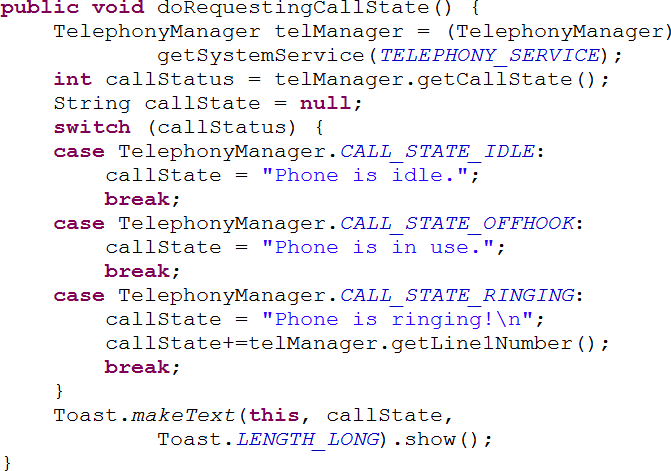 public void doRequestingCallState() {
    TelephonyManager telManager = (TelephonyManager)
            getSystemService(TELEPHONY_SERVICE);
    int callStatus = telManager.getCallState();
    String callState = null;
    switch (callStatus) {
    case TelephonyManager.CALL_STATE_IDLE:
        callState = "Phone is idle.";
        break;
    case TelephonyManager.CALL_STATE_OFFHOOK:
        callState = "Phone is in use.";
        break;
    case TelephonyManager.CALL_STATE_RINGING:
        callState = "Phone is ringing!\n";
        callState+=telManager.getLine1Number();
        break;
    }
    Toast.makeText(this, callState,
            Toast.LENGTH_LONG).show();
}